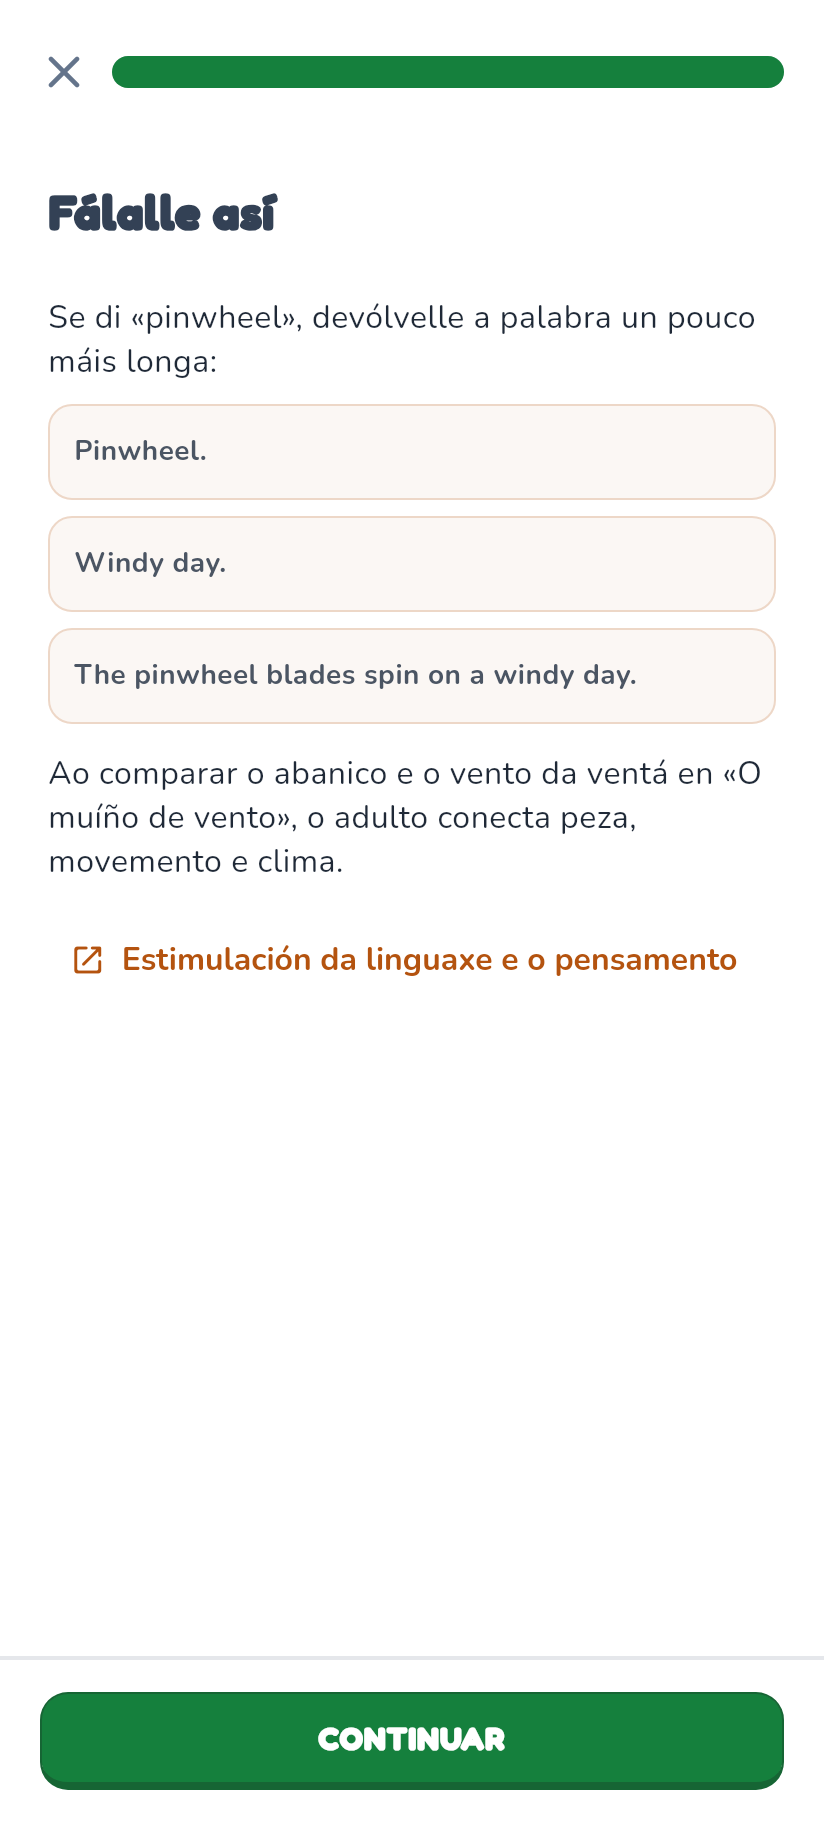 Fálalle así
Se di «pinwheel», devólvelle a palabra un pouco
máis longa:
Pinwheel.
Windy day.
The pinwheel blades spin on a windy day.
Ao comparar o abanico e o vento da ventá en «O
muíño de vento», o adulto conecta peza,
movemento e clima.
Estimulación da linguaxe e o pensamento
CONTINUAR